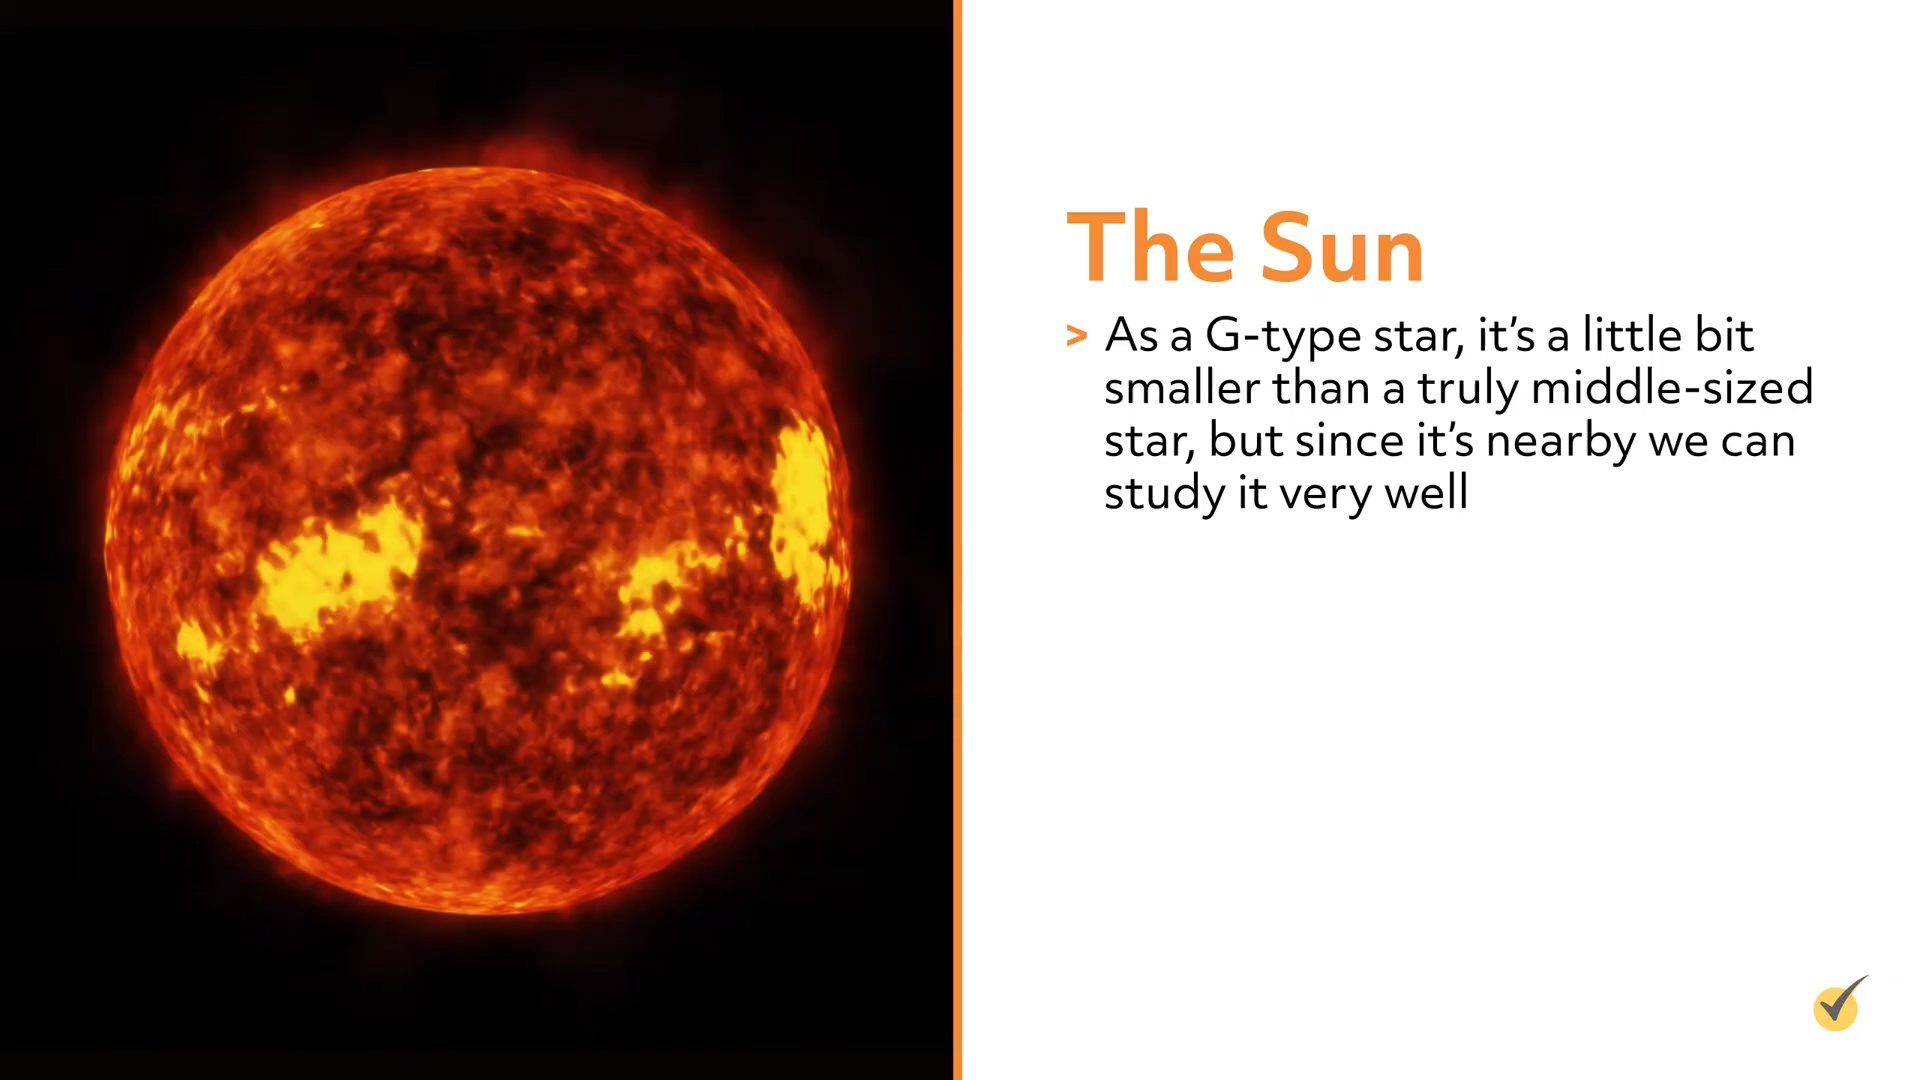 The Sun
> As a G-type star, it’s a little bit
smaller than a truly middle-sized
star, but since it’s nearby we can
study it very well